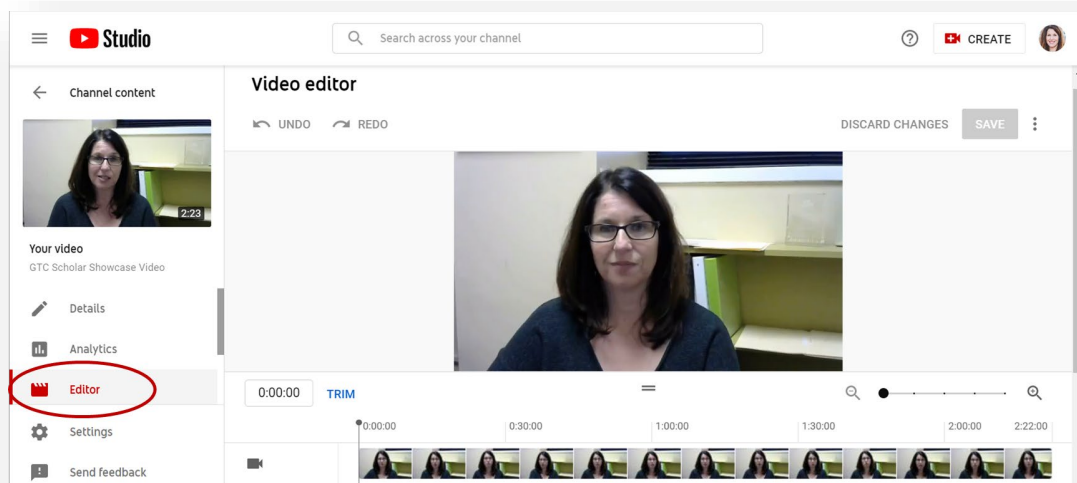 Studio
Search across your channel
CREATE
Channel content
2:23
Your video
GTC Scholar Showcase Video
Details
Analytics
Editor
Settings
Send feedback
Video editor
UNDO REDO
DISCARD CHANGES SAVE
0:00:00 TRIM
0:00:00 0:30:00 1:00:00 1:30:00 2:00:00 2:22:00